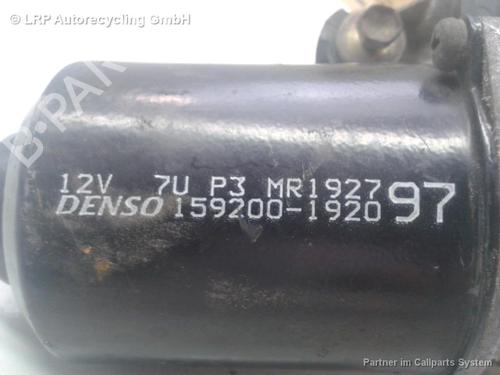 © LRP Autorecycling GmbH
B-PARTS
12V 7U P3 MR1927
97
DENSO 159200-1920
Partner im Callparts System